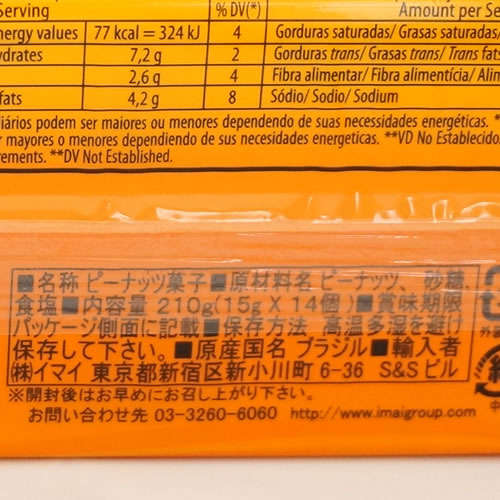 Serving % DV(*) Amount per Se
nergy values 77 kcal = 324 kJ 4 Gorduras saturadas/ Grasas saturadas/
ydrates 7,2 g 2 Gorduras trans/ Grasas trans/ Trans fats
2,6 g 4 Fibra alimentar/ Fibra alimentícia/ Alim
fats 4,2 g 8 Sódio/ Sodio/ Sodium
iários podem ser maiores ou menores dependendo de suas necessidades energéticas. *
r mayores o menores dependiendo de sus necesidades energeticas. **VD No Establecido
rements. **DV Not Established.
■名称 ピーナッツ菓子■原材料名 ピーナッツ、砂糖、
食塩■内容量 210g(15g X 14個)■賞味期限
パッケージ側面に記載■保存方法 高温多湿を避け
保存して下さい。■原産国名 ブラジル■輸入者
㈱イマイ 東京都新宿区新小川町 6-36 S&S ビル
※開封後はお早めにお召し上がり下さい。
お問い合わせ先 03-3260-6060 http://www.imaigroup.com
外